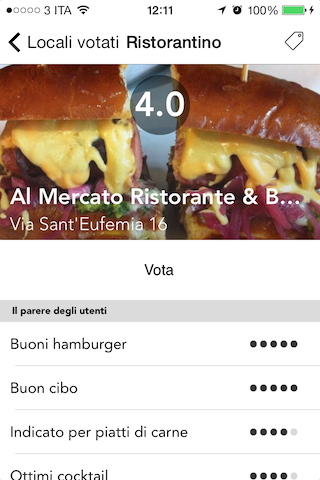 3 ITA 12:11 100%
Locali votati Ristorantino
4.0
Al Mercato Ristorante & B...
Via Sant'Eufemia 16
Vota
Il parere degli utenti
Buoni hamburger
Buon cibo
Indicato per piatti di carne
Ottimi cocktail